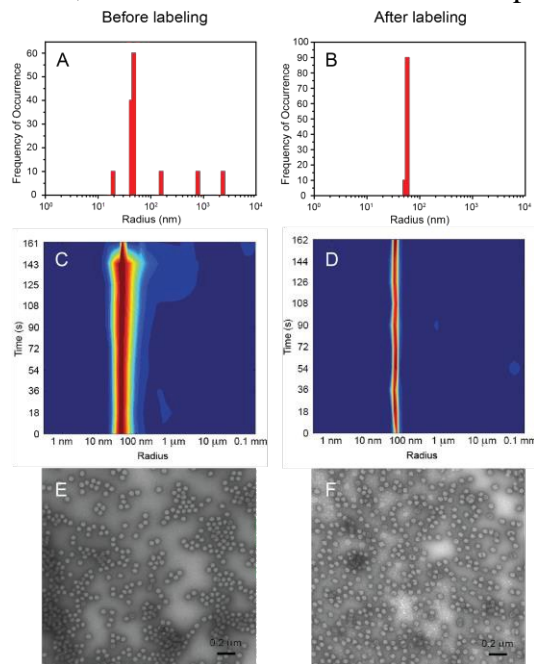 Before labeling
After labeling
A
Frequency of Occurrence
60
50
40
30
20
10
0
10⁰ 10¹ 10² 10³ 10⁴
Radius (nm)
B
Frequency of Occurrence
100
90
80
70
60
50
40
30
20
10
0
10⁰ 10¹ 10² 10³ 10⁴
Radius (nm)
C
Time (s)
161
143
126
108
90
72
54
36
18
0
1 nm 10 nm 100 nm 1 µm 10 µm 0.1 mm
Radius
D
Time (s)
162
144
126
108
90
72
54
36
18
0
1 nm 10 nm 100 nm 1 µm 10 µm 0.1 mm
Radius
E
0.2 µm
F
0.2 µm